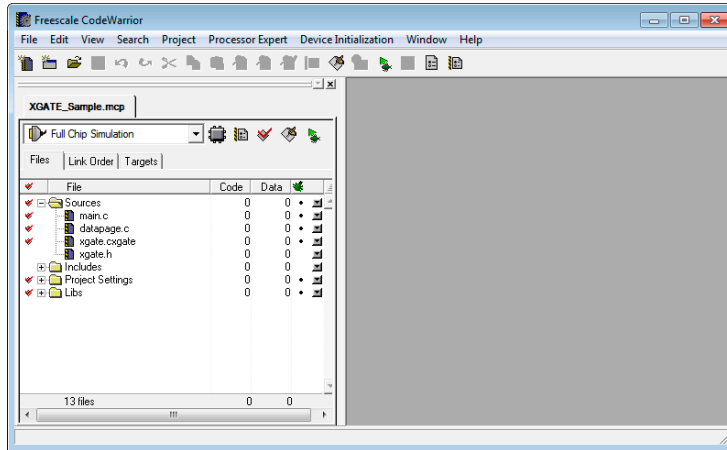 Freescale CodeWarrior
File Edit View Search Project Processor Expert Device Initialization Window Help
XGATE_Sample.mcp
Full Chip Simulation
Files Link Order Targets
File Code Data
Sources 0 0
main.c 0 0
datapage.c 0 0
xgate.cxgate 0 0
xgate.h 0 0
Includes 0 0
Project Settings 0 0
Libs 0 0
13 files 0 0